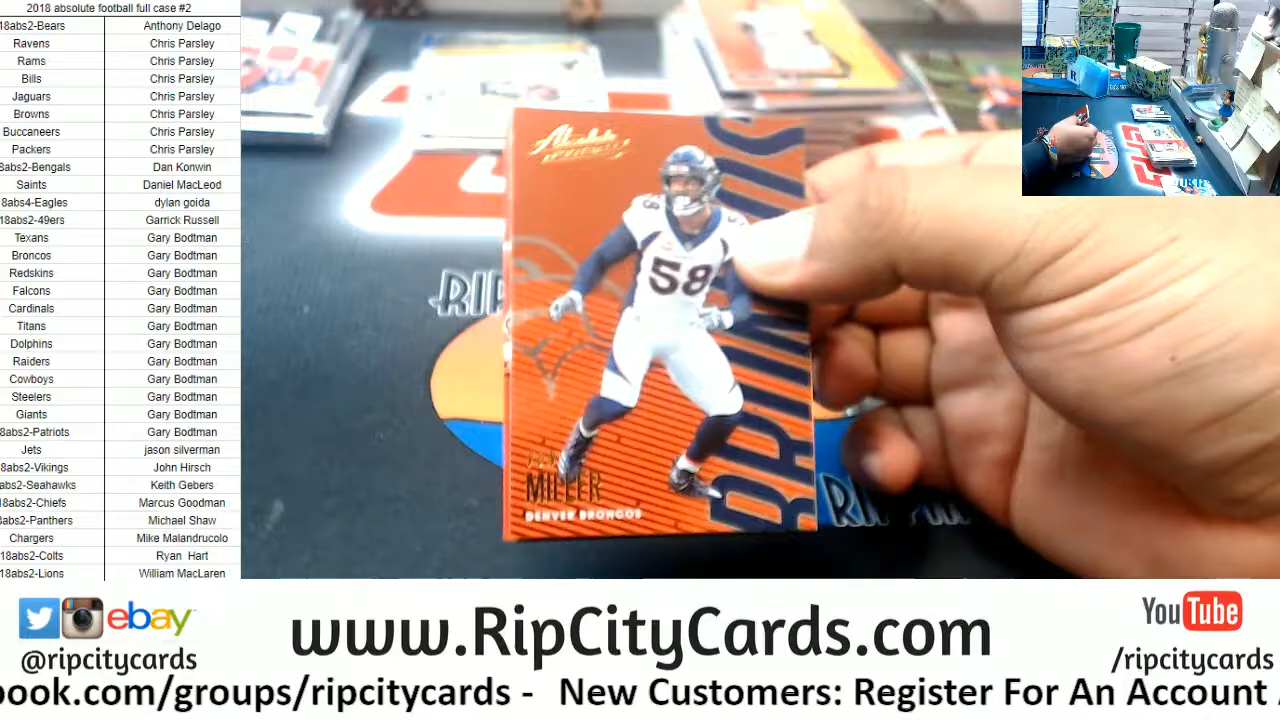 2018 absolute football full case #2
18abs2-Bears Anthony Delago
Ravens Chris Parsley
Rams Chris Parsley
Bills Chris Parsley
Jaguars Chris Parsley
Browns Chris Parsley
Buccaneers Chris Parsley
Packers Chris Parsley
8abs2-Bengals Dan Konwin
Saints Daniel MacLeod
8abs4-Eagles dylan goida
18abs2-49ers Garrick Russell
Texans Gary Bodtman
Broncos Gary Bodtman
Redskins Gary Bodtman
Falcons Gary Bodtman
Cardinals Gary Bodtman
Titans Gary Bodtman
Dolphins Gary Bodtman
Raiders Gary Bodtman
Cowboys Gary Bodtman
Steelers Gary Bodtman
Giants Gary Bodtman
8abs2-Patriots Gary Bodtman
Jets jason silverman
8abs2-Vikings John Hirsch
abs2-Seahawks Keith Gebers
18abs2-Chiefs Marcus Goodman
abs2-Panthers Michael Shaw
Chargers Mike Malandrucolo
18abs2-Colts Ryan Hart
18abs2-Lions William MacLaren
Absolute
58
58
MILLER
DENVER BRONCOS
BRONCOS
RIP
RIP
ebay
@ripcitycards
www.RipCityCards.com
YouTube
/ripcitycards
book.com/groups/ripcitycards - New Customers: Register For An Account